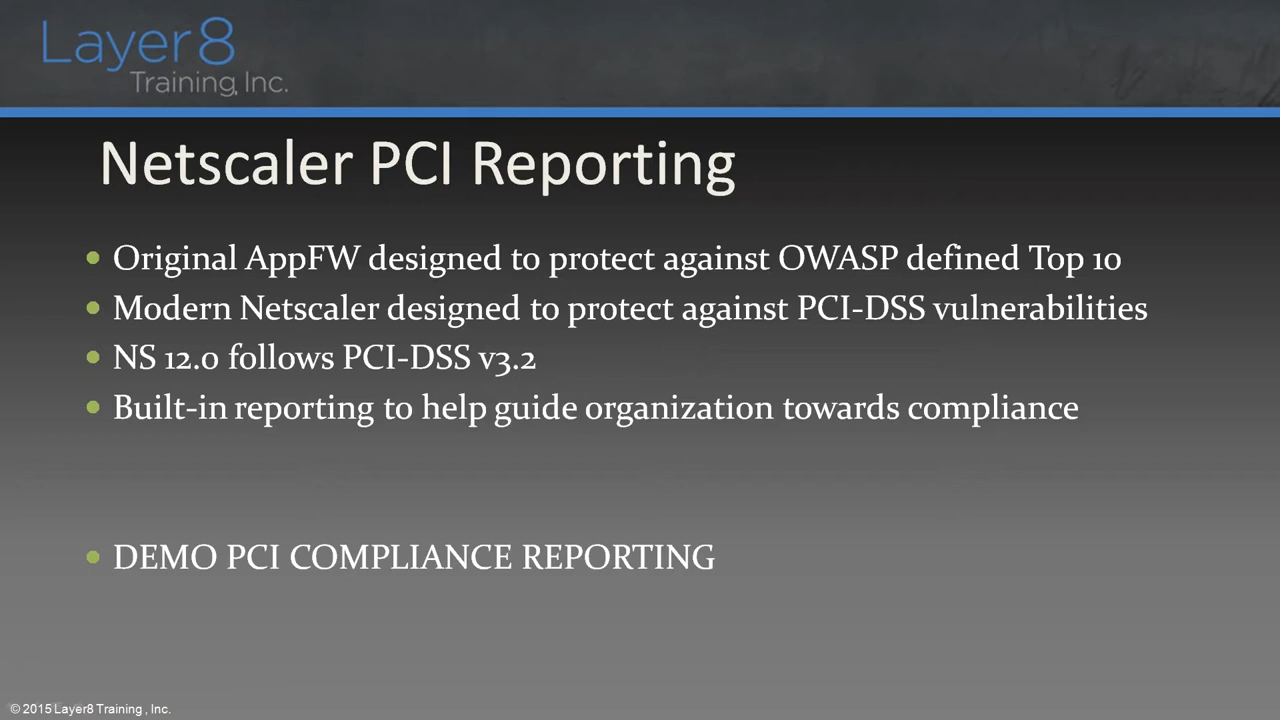 Layer8
Training, Inc.
Netscaler PCI Reporting
Original AppFW designed to protect against OWASP defined Top 10
Modern Netscaler designed to protect against PCI-DSS vulnerabilities
NS 12.0 follows PCI-DSS v3.2
Built-in reporting to help guide organization towards compliance
DEMO PCI COMPLIANCE REPORTING
© 2015 Layer8 Training , Inc.